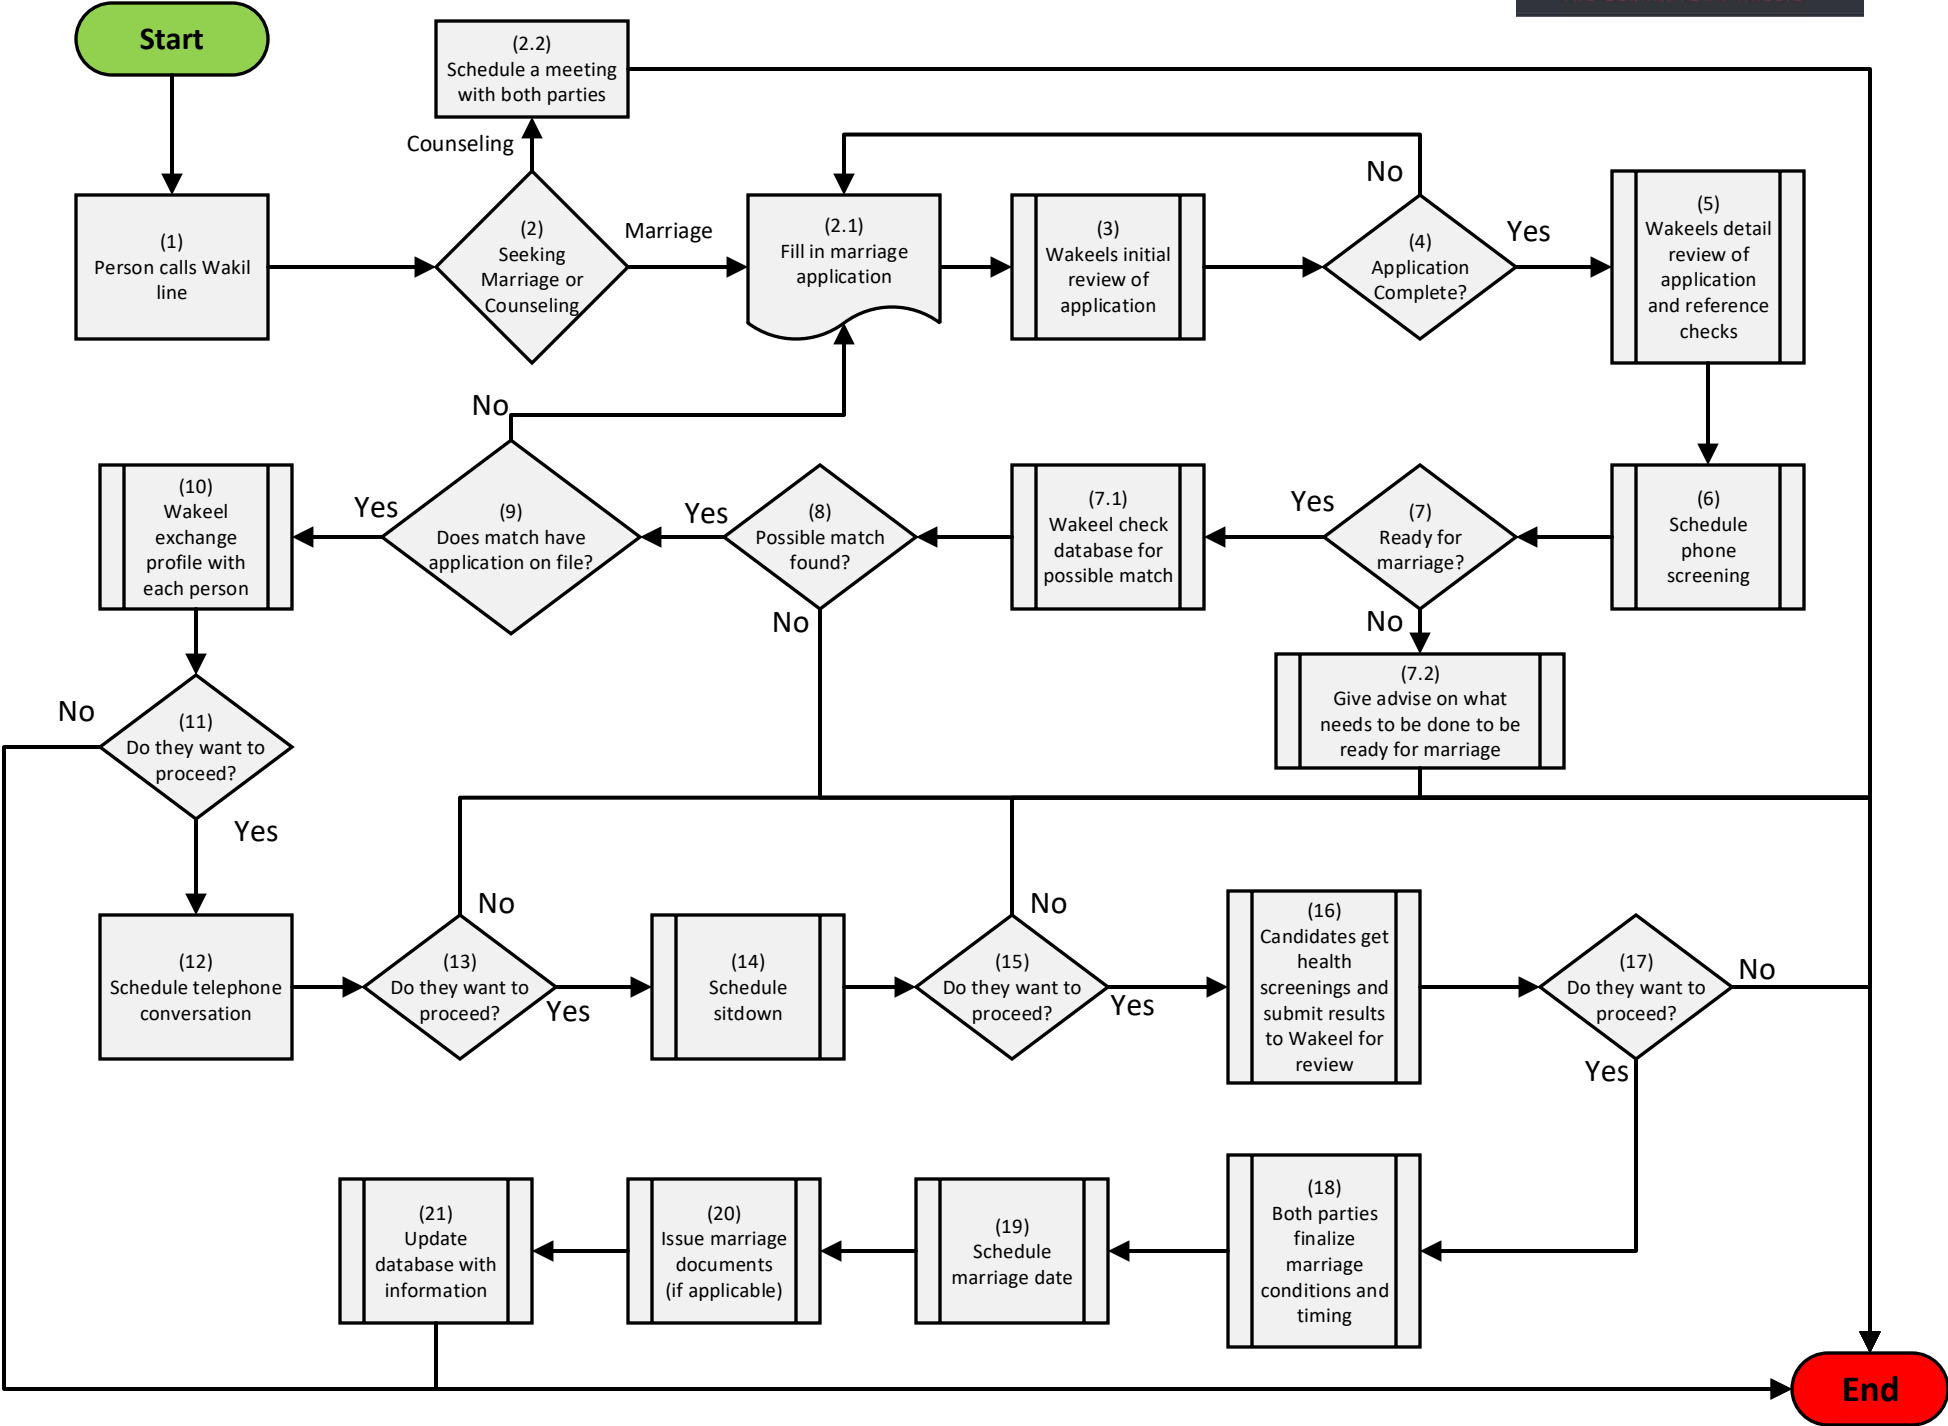 Start
(2.2)
Schedule a meeting
with both parties
Counseling
(1)
Person calls Wakil
line
(2)
Seeking
Marriage or
Counseling
Marriage
(2.1)
Fill in marriage
application
(3)
Wakeels initial
review of
application
No
(4)
Application
Complete?
Yes
(5)
Wakeels detail
review of
application
and reference
checks
No
(10)
Wakeel
exchange
profile with
each person
Yes
(9)
Does match have
application on file?
Yes
(8)
Possible match
found?
No
(7.1)
Wakeel check
database for
possible match
Yes
(7)
Ready for
marriage?
No
(6)
Schedule
phone
screening
(7.2)
Give advise on what
needs to be done to be
ready for marriage
No
(11)
Do they want to
proceed?
Yes
(12)
Schedule telephone
conversation
No
(13)
Do they want to
proceed?
Yes
(14)
Schedule
sitdown
No
(15)
Do they want to
proceed?
Yes
(16)
Candidates get
health
screenings and
submit results
to Wakeel for
review
(17)
Do they want to
proceed?
No
Yes
(21)
Update
database with
information
(20)
Issue marriage
documents
(if applicable)
(19)
Schedule
marriage date
(18)
Both parties
finalize
marriage
conditions and
timing
End